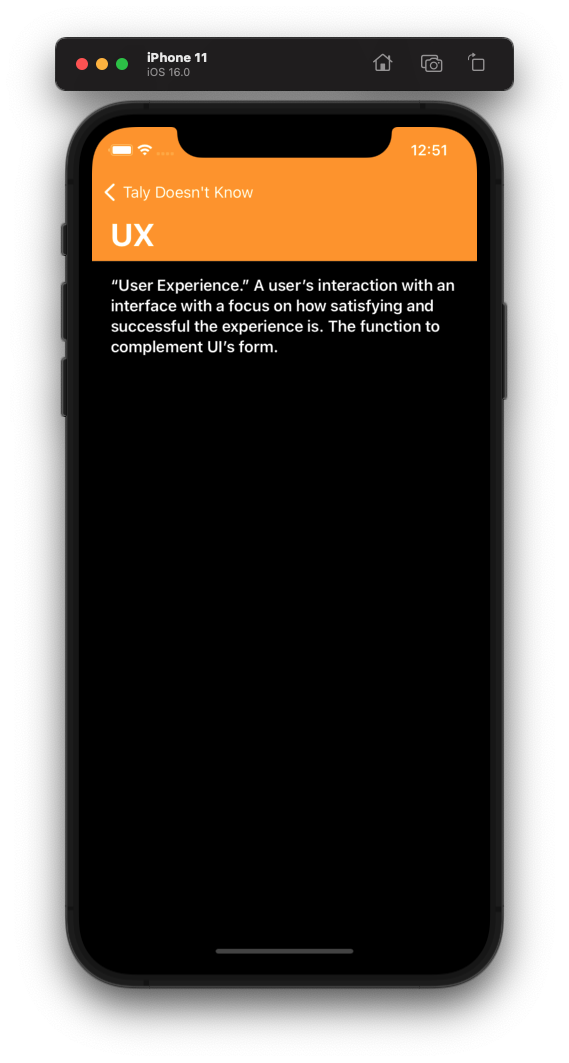 iPhone 11
iOS 16.0
12:51
Taly Doesn't Know
UX
“User Experience.” A user’s interaction with an
interface with a focus on how satisfying and
successful the experience is. The function to
complement UI’s form.